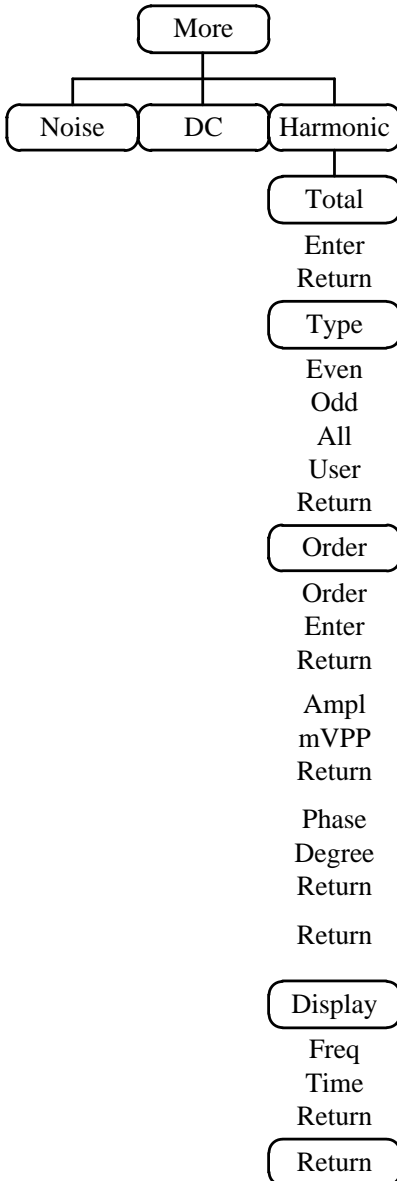 More
Noise DC Harmonic
Total
Enter
Return
Type
Even
Odd
All
User
Return
Order
Order
Enter
Return
Ampl
mVPP
Return
Phase
Degree
Return
Return
Display
Freq
Time
Return
Return